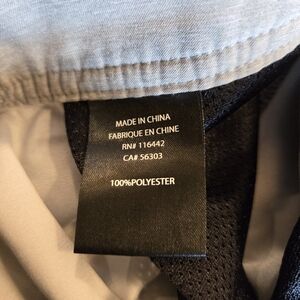 MADE IN CHINA
FABRIQUE EN CHINE
RN# 116442
CA# 56303
100%POLYESTER